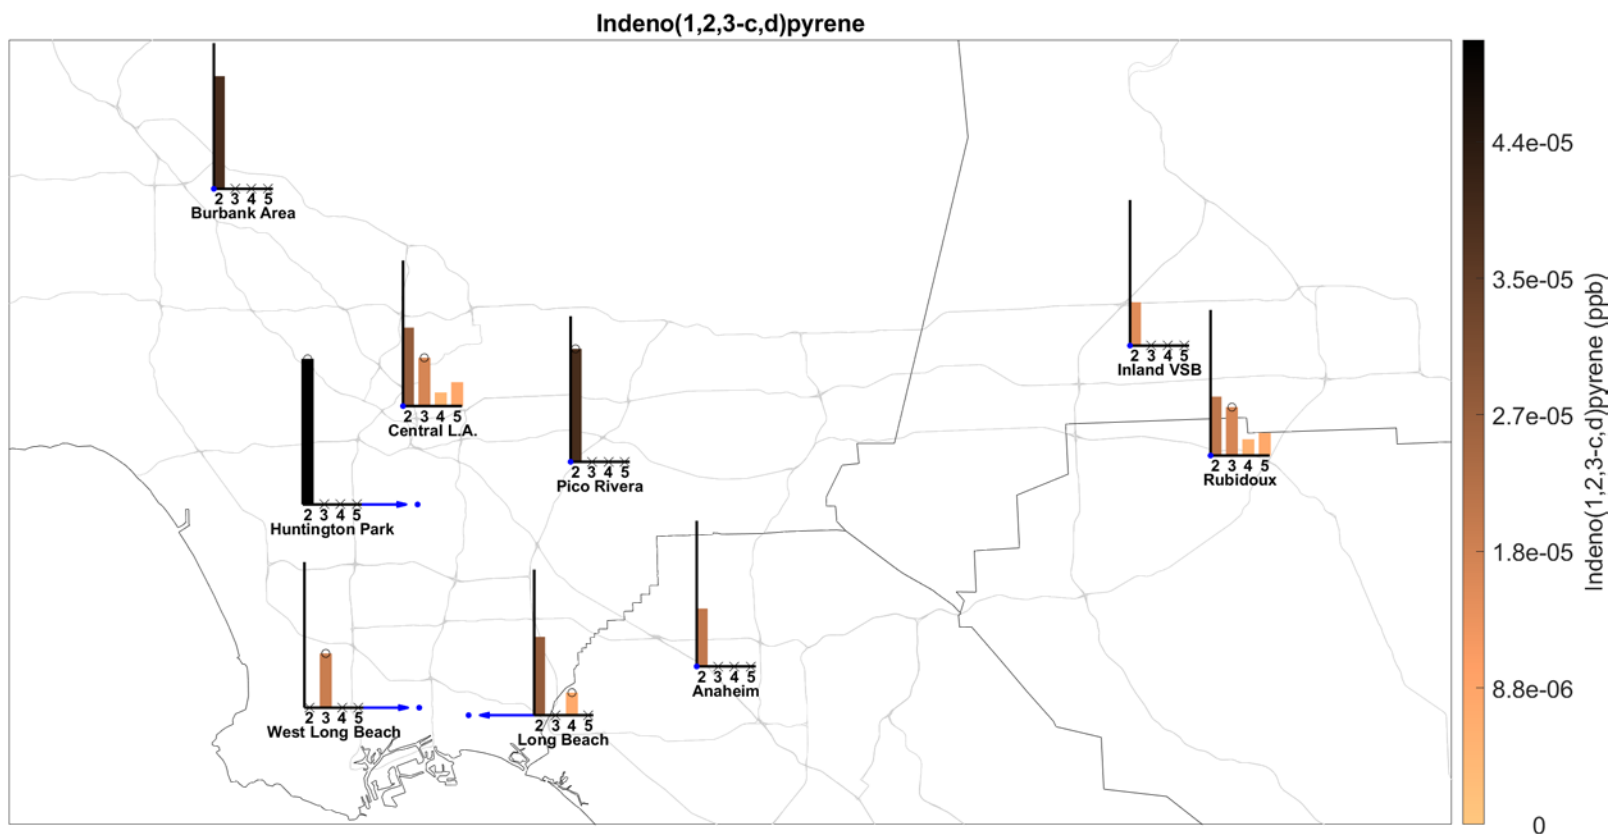 Indeno(1,2,3-c,d)pyrene
2 3 4 5
Burbank Area
2 3 4 5
Central L.A.
2 3 4 5
Pico Rivera
2 3 4 5
Inland VSB
2 3 4 5
Rubidoux
2 3 4 5
Huntington Park
2 3 4 5
West Long Beach
2 3 4 5
Long Beach
2 3 4 5
Anaheim
4.4e-05
3.5e-05
2.7e-05
1.8e-05
8.8e-06
0
Indeno(1,2,3-c,d)pyrene (ppb)